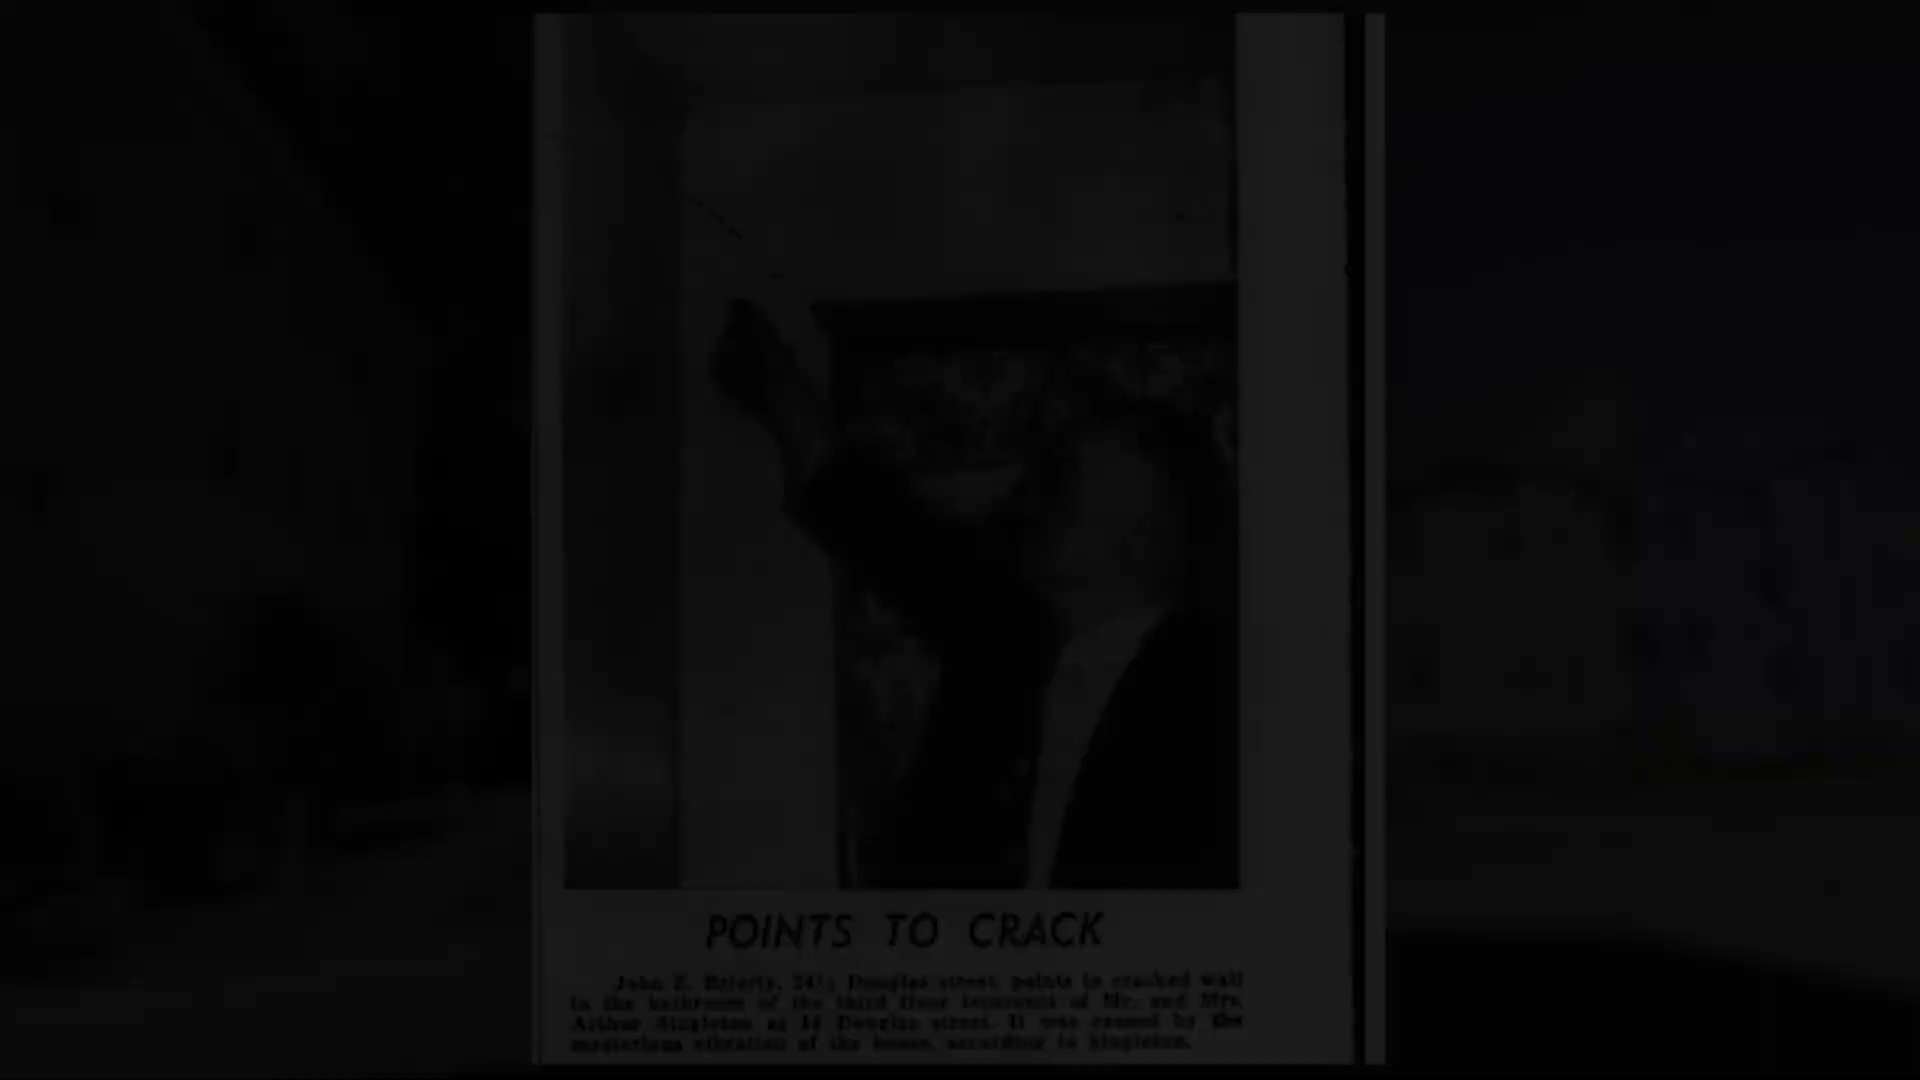 POINTS TO CRACK
John E. Brierty, 24½ Douglas street, points to cracked wall
in the bathroom of the third floor tenement of Mr. and Mrs.
Arthur Singleton at 16 Douglas street. It was caused by the
mysterious vibration of the house, according to Singleton.